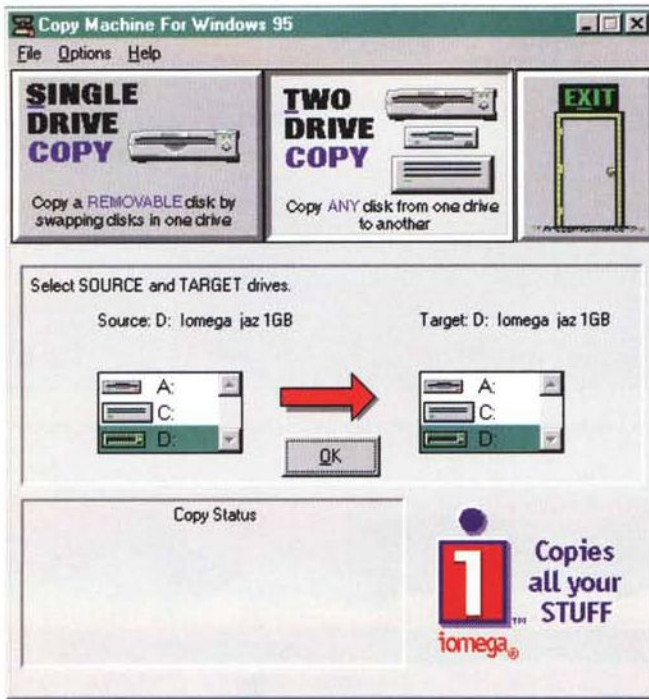 Copy Machine For Windows 95
File Options Help
SINGLE
DRIVE
COPY
Copy a REMOVABLE disk by
swapping disks in one drive
TWO
DRIVE
COPY
Copy ANY disk from one drive
to another
EXIT
Select SOURCE and TARGET drives.
Source: D: Iomega jaz 1GB
Target: D: Iomega jaz 1GB
A:
C:
D:
OK
A:
C:
D:
Copy Status
1
™
iomega®
Copies
all your
STUFF